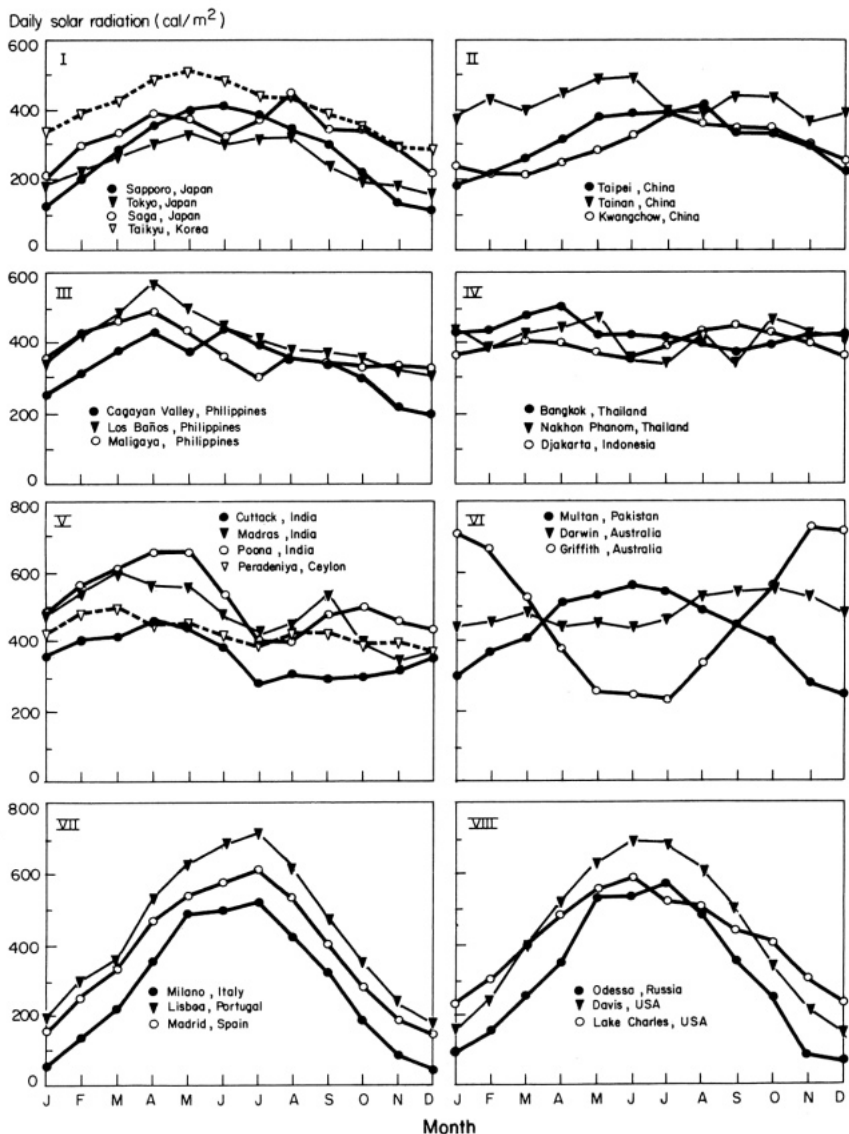 Daily solar radiation (cal/m²)
600
400
200
0
I
Sapporo, Japan
Tokyo, Japan
Saga, Japan
Taikyu, Korea
II
Taipei, China
Tainan, China
Kwangchow, China
600
400
200
0
III
Cagayan Valley, Philippines
Los Baños, Philippines
Maligaya, Philippines
IV
Bangkok, Thailand
Nakhon Phanom, Thailand
Djakarta, Indonesia
800
600
400
200
0
V
Cuttack, India
Madras, India
Poona, India
Peradeniya, Ceylon
VI
Multan, Pakistan
Darwin, Australia
Griffith, Australia
800
600
400
200
0
VII
Milano, Italy
Lisboa, Portugal
Madrid, Spain
VIII
Odessa, Russia
Davis, USA
Lake Charles, USA
J F M A M J J A S O N D
J F M A M J J A S O N D
Month